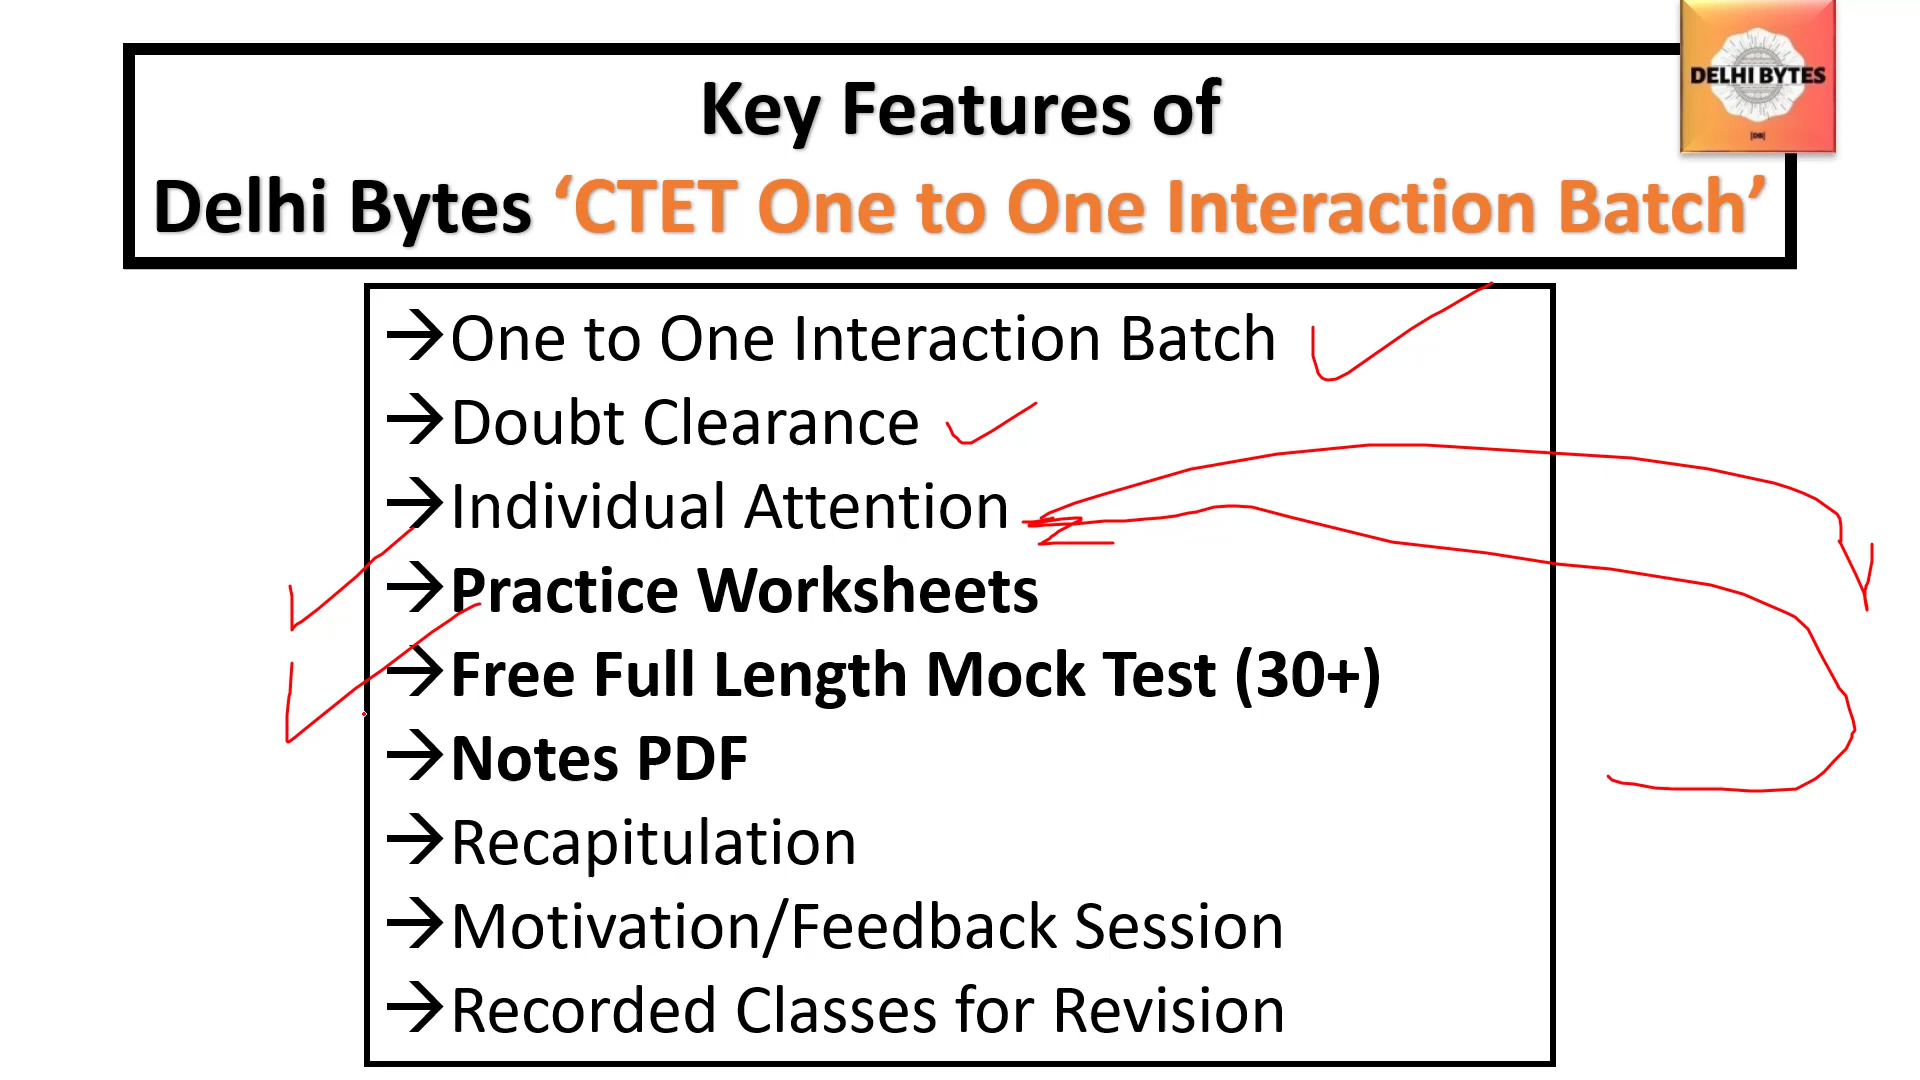 Key Features of
Delhi Bytes ‘CTET One to One Interaction Batch’
DELHI BYTES
|DB|
→One to One Interaction Batch
→Doubt Clearance
→Individual Attention
→Practice Worksheets
→Free Full Length Mock Test (30+)
→Notes PDF
→Recapitulation
→Motivation/Feedback Session
→Recorded Classes for Revision